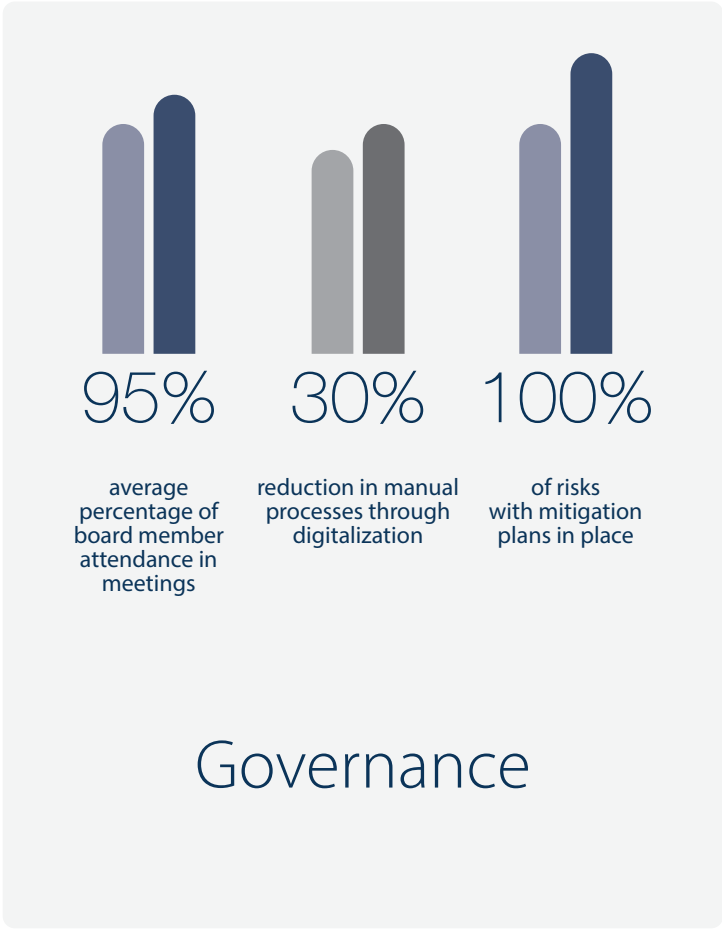 95%
average
percentage of
board member
attendance in
meetings
30%
reduction in manual
processes through
digitalization
100%
of risks
with mitigation
plans in place
Governance